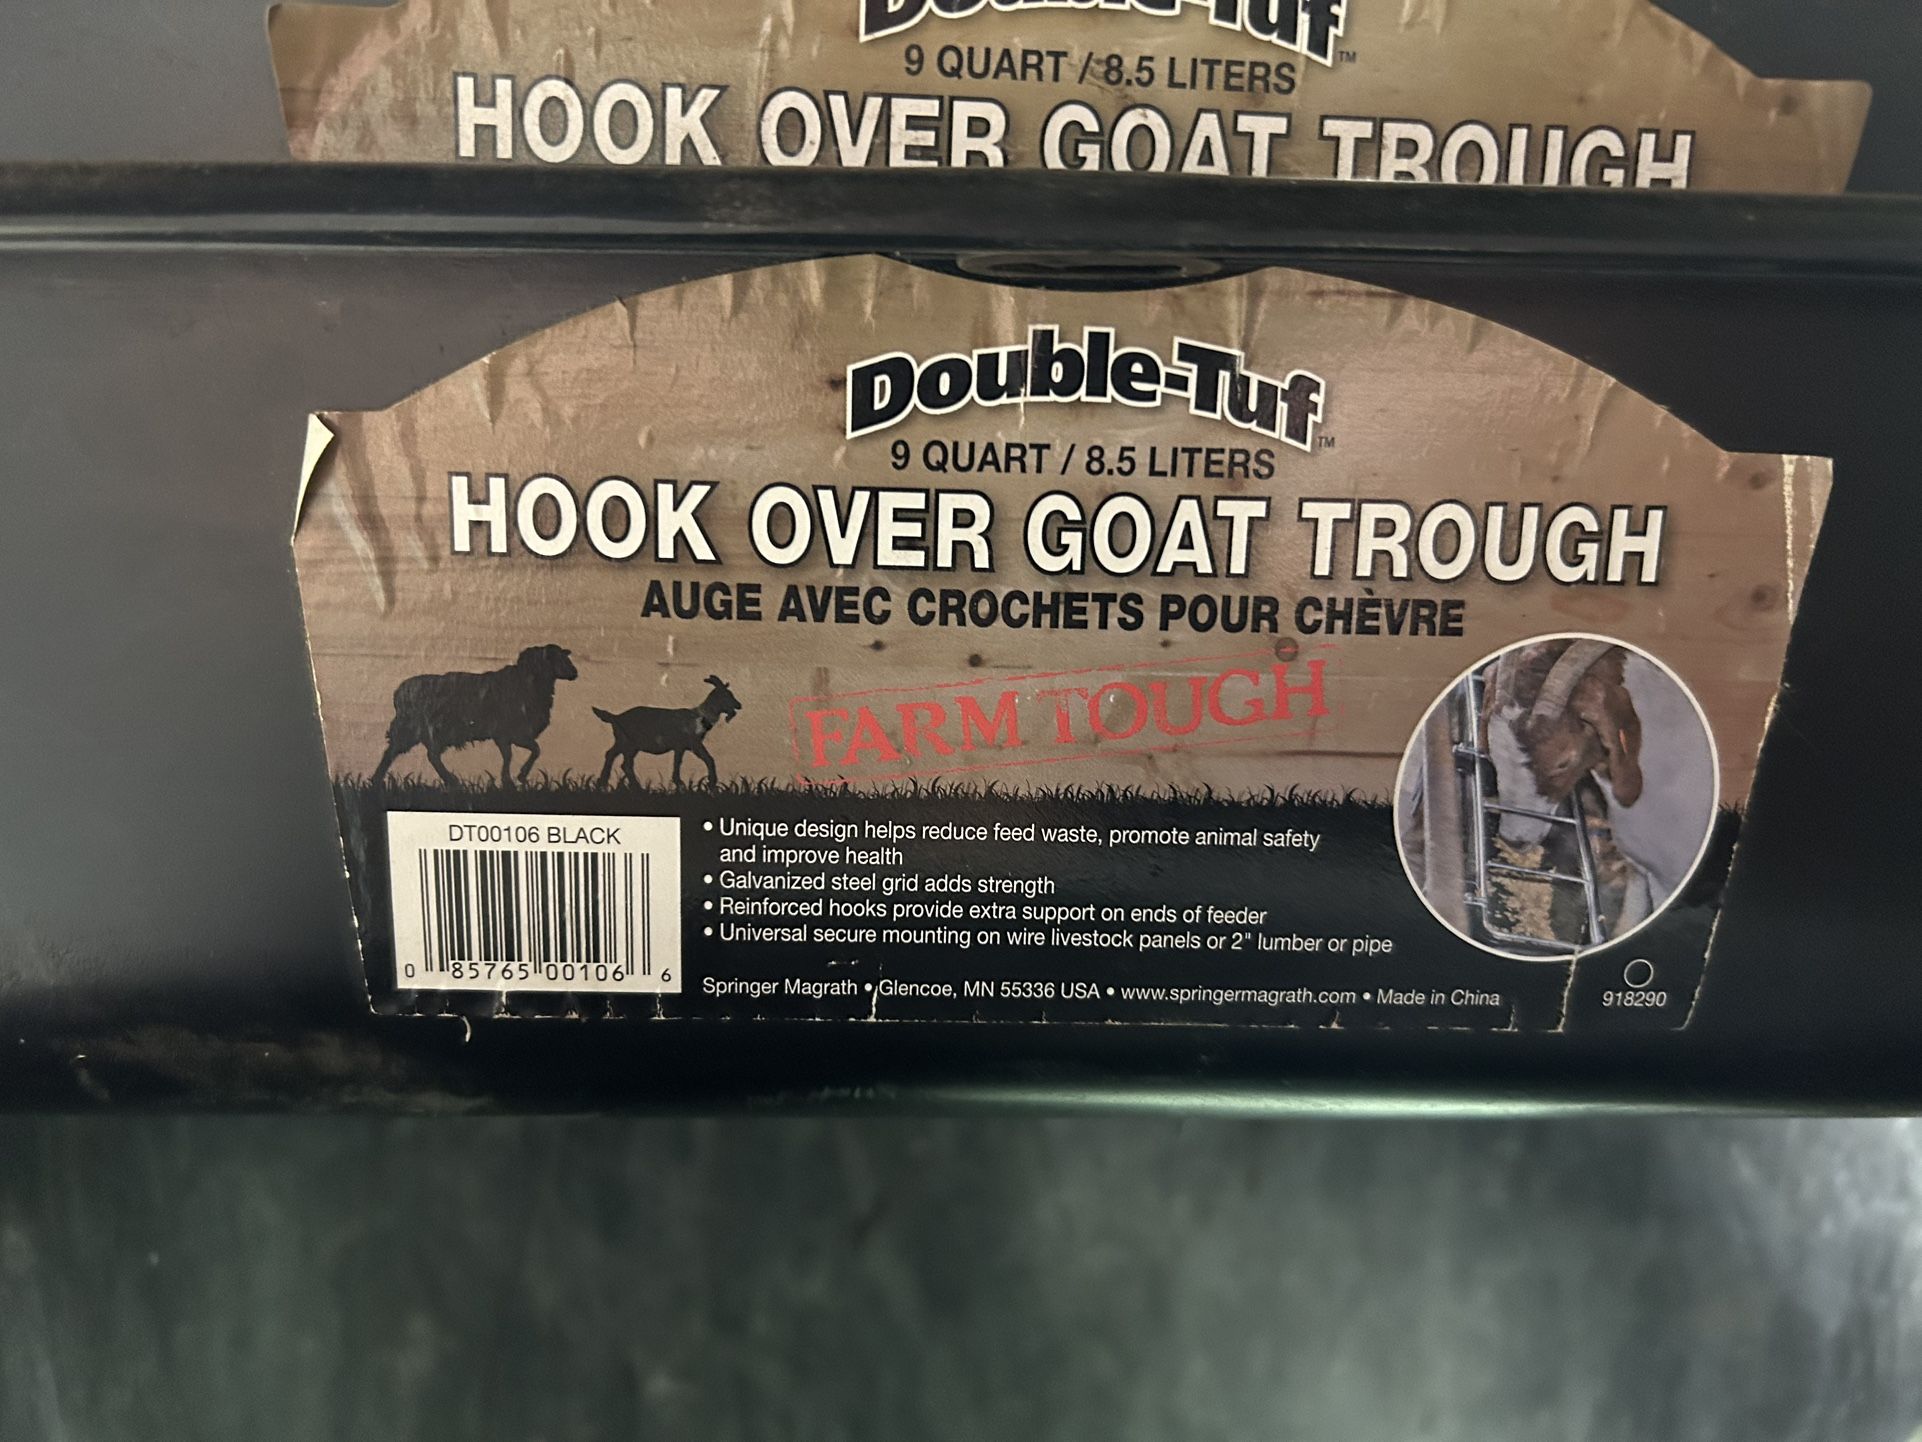 Double-Tuf™
9 QUART / 8.5 LITERS
HOOK OVER GOAT TROUGH
Double-Tuf™
9 QUART / 8.5 LITERS
HOOK OVER GOAT TROUGH
AUGE AVEC CROCHETS POUR CHÈVRE
FARM TOUGH
DT00106 BLACK
0 85765 00106 6
• Unique design helps reduce feed waste, promote animal safety
and improve health
• Galvanized steel grid adds strength
• Reinforced hooks provide extra support on ends of feeder
• Universal secure mounting on wire livestock panels or 2" lumber or pipe
Springer Magrath • Glencoe, MN 55336 USA • www.springermagrath.com • Made in China
918290